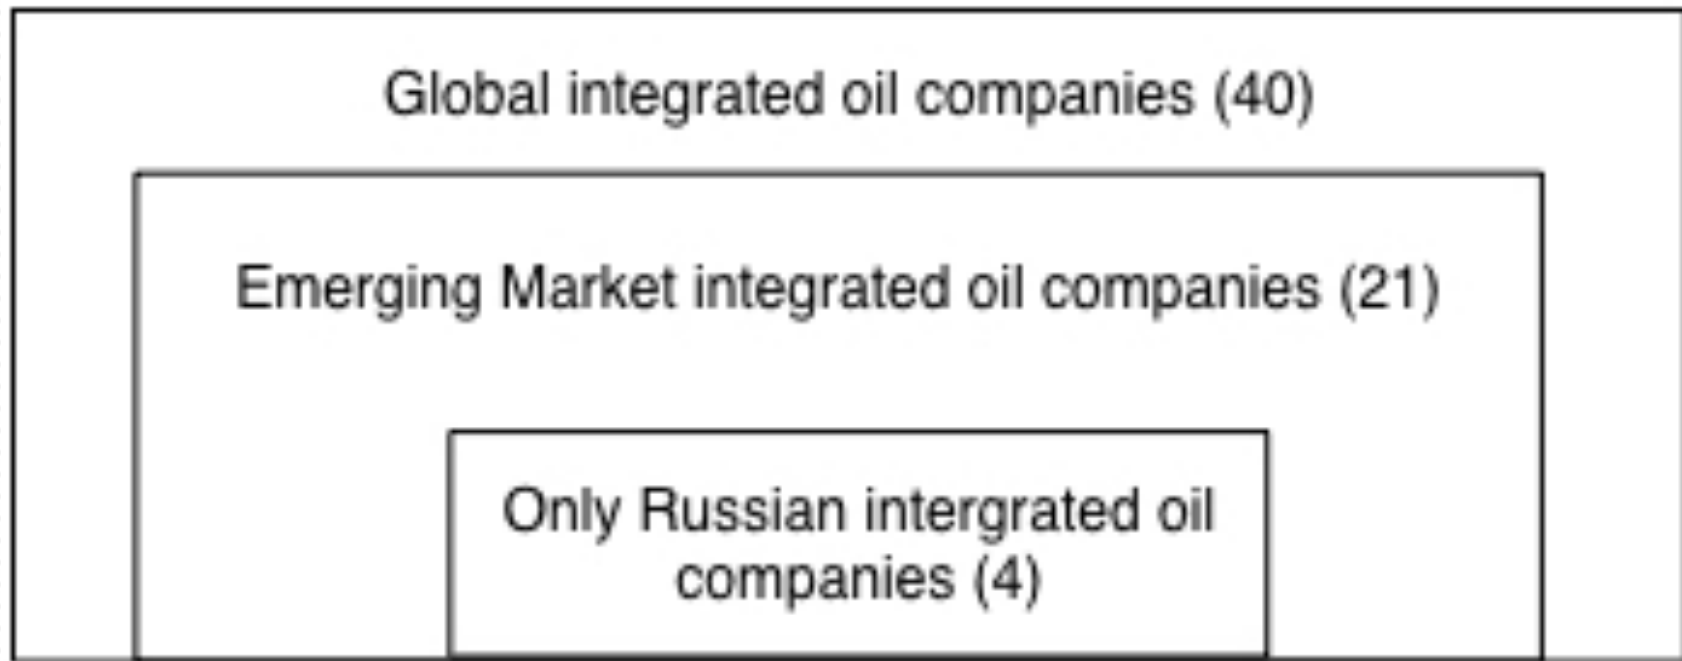 Global integrated oil companies (40)
Emerging Market integrated oil companies (21)
Only Russian intergrated oil
companies (4)